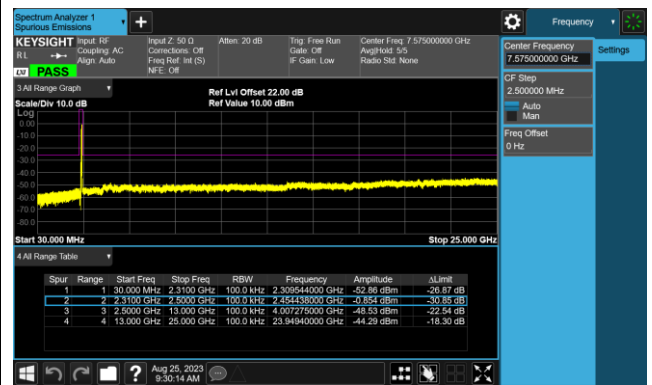 Spectrum Analyzer 1
Spurious Emissions
+
Frequency
KEYSIGHT
Input: RF
Coupling: AC
Align: Auto
Input Z: 50 Ω
Corrections: Off
Freq Ref: Int (S)
NFE: Off
Atten: 20 dB
Trig: Free Run
Gate: Off
IF Gain: Low
Center Freq: 7.575000000 GHz
Avg|Hold: 5/5
Radio Std: None
R L
LXI
PASS
3 All Range Graph
Scale/Div 10.0 dB
Ref Lvl Offset 22.00 dB
Ref Value 10.00 dBm
Log
0.00
-10.0
-20.0
-30.0
-40.0
-50.0
-60.0
-70.0
-80.0
Start 30.000 MHz
Stop 25.000 GHz
4 All Range Table
Spur Range Start Freq Stop Freq RBW Frequency Amplitude ΔLimit
1 1 30.000 MHz 2.3100 GHz 100.0 kHz 2.309544000 GHz -52.86 dBm -26.87 dB
2 2 2.3100 GHz 2.5000 GHz 100.0 kHz 2.454438000 GHz -0.854 dBm -30.85 dB
3 3 2.5000 GHz 13.000 GHz 100.0 kHz 4.007275000 GHz -48.53 dBm -22.54 dB
4 4 13.000 GHz 25.000 GHz 100.0 kHz 23.94940000 GHz -44.29 dBm -18.30 dB
Aug 25, 2023
9:30:14 AM
?
Center Frequency
7.575000000 GHz
Settings
CF Step
2.500000 MHz
Auto
Man
Freq Offset
0 Hz